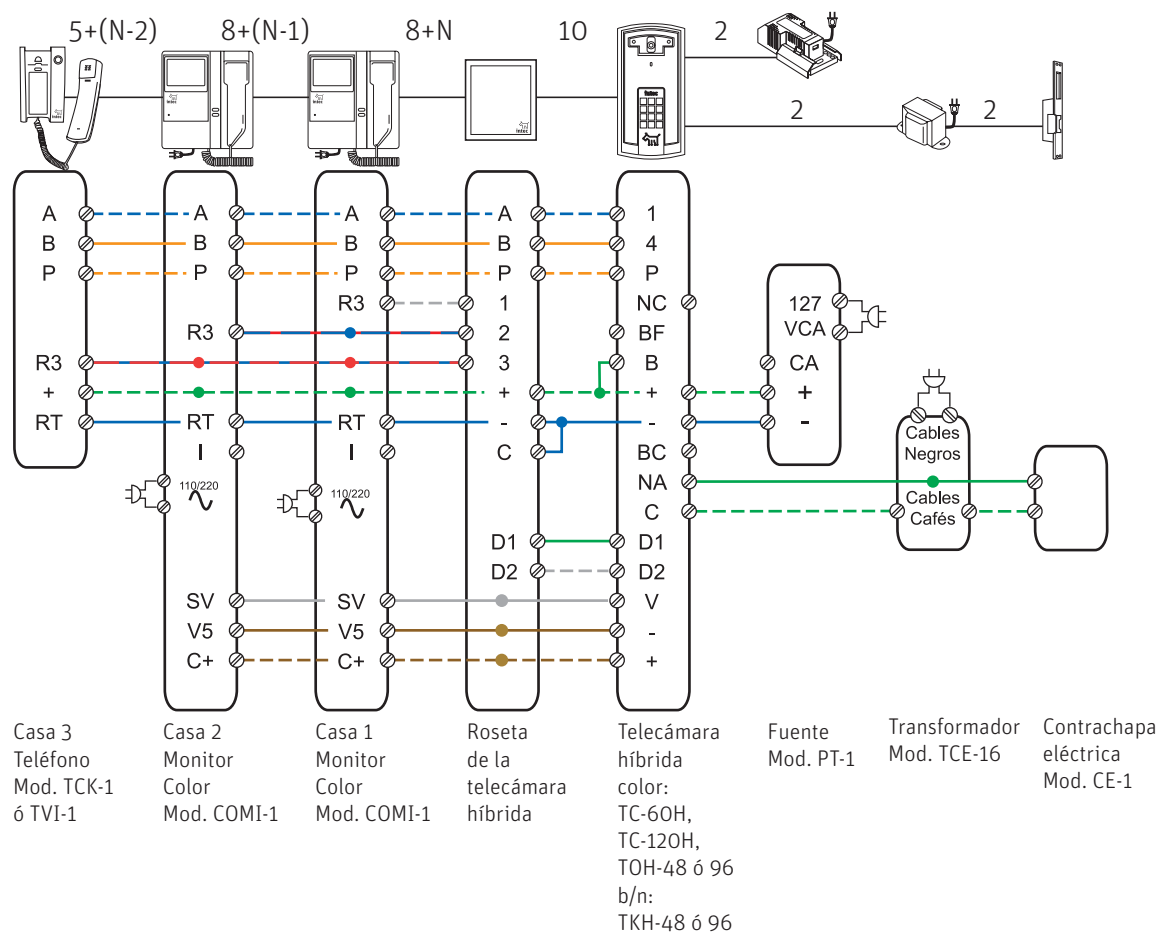 5+(N-2) 8+(N-1) 8+N 10 2
2 2
intec
intec
intec
intec
intec
A A A A 1
B B B B 4
P P P P P
R3 1 NC 127
R3 2 BF VCA
R3 3 B CA
+ + + +
RT RT RT - - -
I I C BC
Cables
Negros
NA
110/220 110/220
C
Cables
Cafés
D1 D1
D2 D2
SV SV V
V5 V5 -
C+ C+ +
Casa 3
Teléfono
Mod. TCK-1
ó TVI-1
Casa 2
Monitor
Color
Mod. COMI-1
Casa 1
Monitor
Color
Mod. COMI-1
Roseta
de la
telecámara
híbrida
Telecámara
híbrida
color:
TC-60H,
TC-120H,
TOH-48 ó 96
b/n:
TKH-48 ó 96
Fuente
Mod. PT-1
Transformador
Mod. TCE-16
Contrachapa
eléctrica
Mod. CE-1